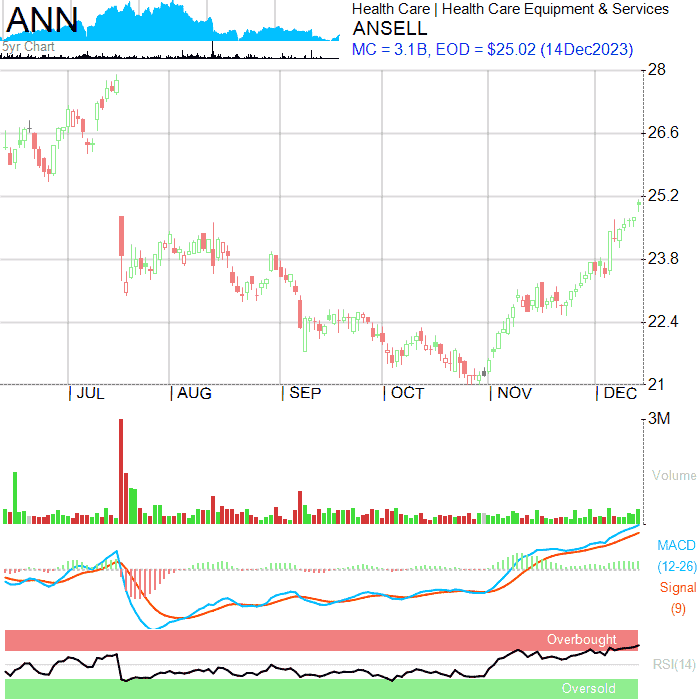 ANN
5yr Chart
Health Care | Health Care Equipment & Services
ANSELL
MC = 3.1B, EOD = $25.02 (14Dec2023)
28
26.6
25.2
23.8
22.4
21
JUL AUG SEP OCT NOV DEC
3M
Volume
MACD
(12-26)
Signal
(9)
Overbought
RSI(14)
Oversold